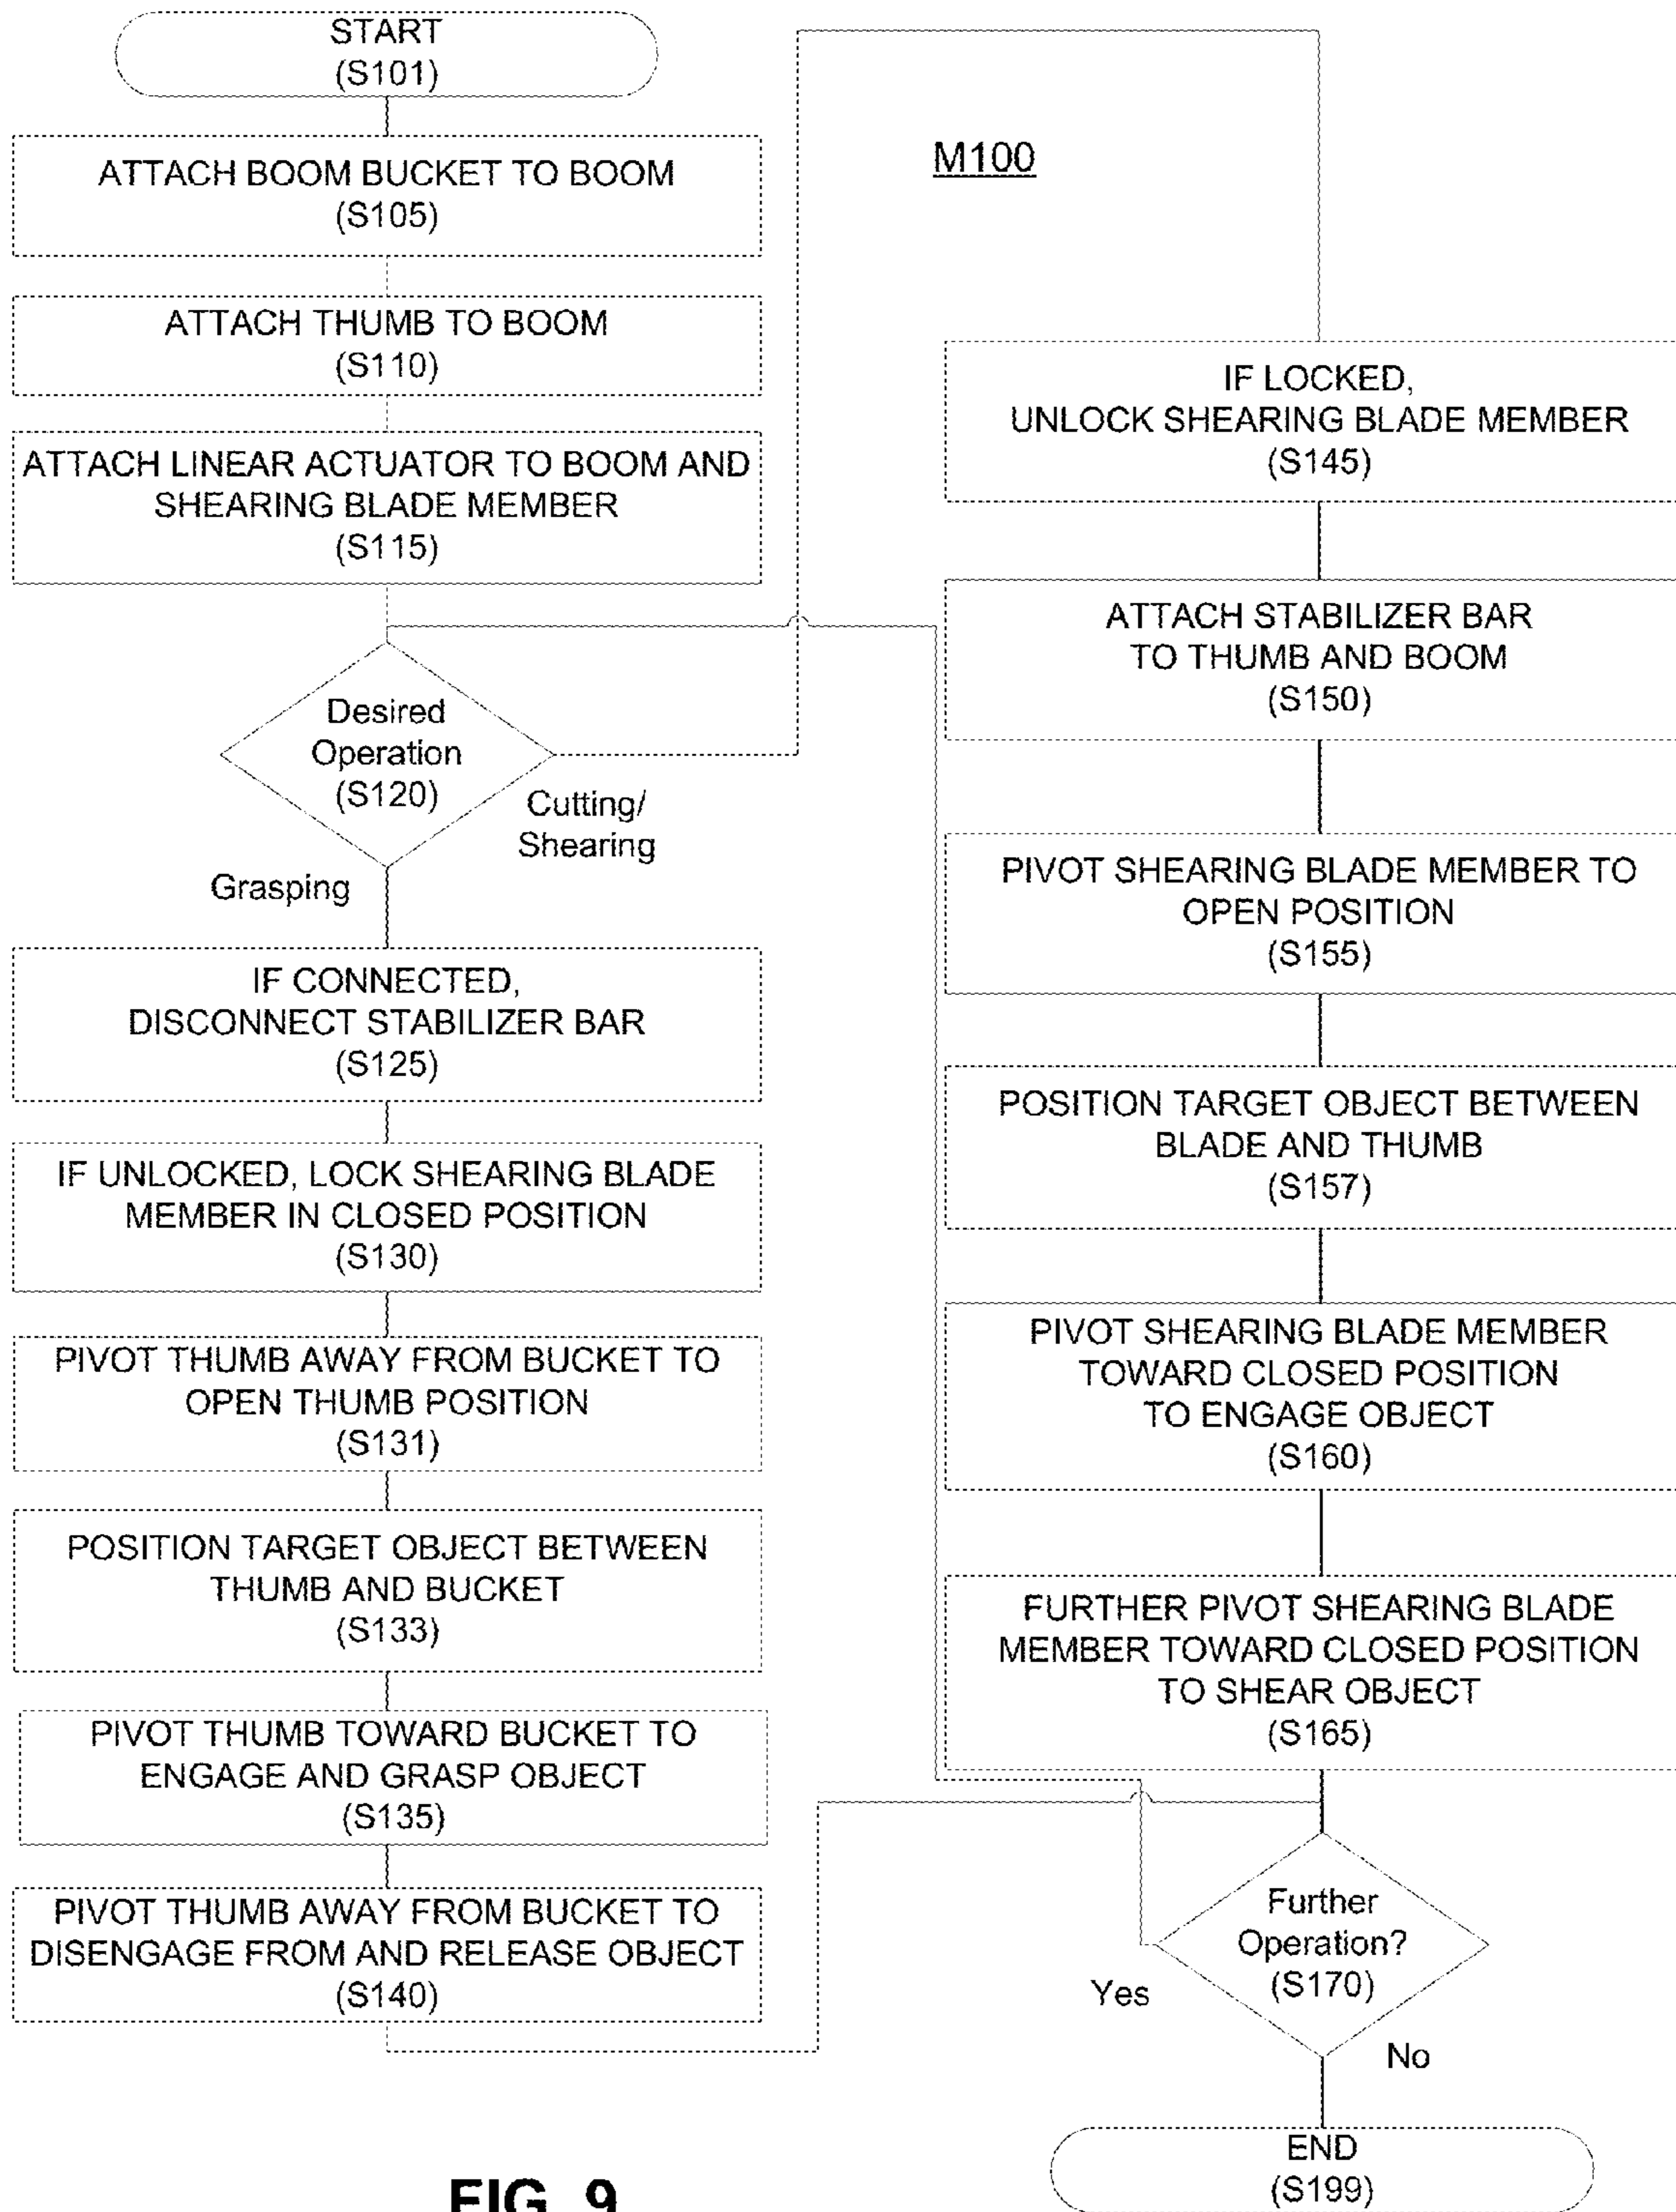 START
(S101)
ATTACH BOOM BUCKET TO BOOM
(S105)
ATTACH THUMB TO BOOM
(S110)
ATTACH LINEAR ACTUATOR TO BOOM AND
SHEARING BLADE MEMBER
(S115)
Desired
Operation
(S120)
Cutting/
Shearing
Grasping
IF CONNECTED,
DISCONNECT STABILIZER BAR
(S125)
IF UNLOCKED, LOCK SHEARING BLADE
MEMBER IN CLOSED POSITION
(S130)
PIVOT THUMB AWAY FROM BUCKET TO
OPEN THUMB POSITION
(S131)
POSITION TARGET OBJECT BETWEEN
THUMB AND BUCKET
(S133)
PIVOT THUMB TOWARD BUCKET TO
ENGAGE AND GRASP OBJECT
(S135)
PIVOT THUMB AWAY FROM BUCKET TO
DISENGAGE FROM AND RELEASE OBJECT
(S140)
M100
IF LOCKED,
UNLOCK SHEARING BLADE MEMBER
(S145)
ATTACH STABILIZER BAR
TO THUMB AND BOOM
(S150)
PIVOT SHEARING BLADE MEMBER TO
OPEN POSITION
(S155)
POSITION TARGET OBJECT BETWEEN
BLADE AND THUMB
(S157)
PIVOT SHEARING BLADE MEMBER
TOWARD CLOSED POSITION
TO ENGAGE OBJECT
(S160)
FURTHER PIVOT SHEARING BLADE
MEMBER TOWARD CLOSED POSITION
TO SHEAR OBJECT
(S165)
Further
Operation?
(S170)
Yes
No
END
(S199)
FIG. 9